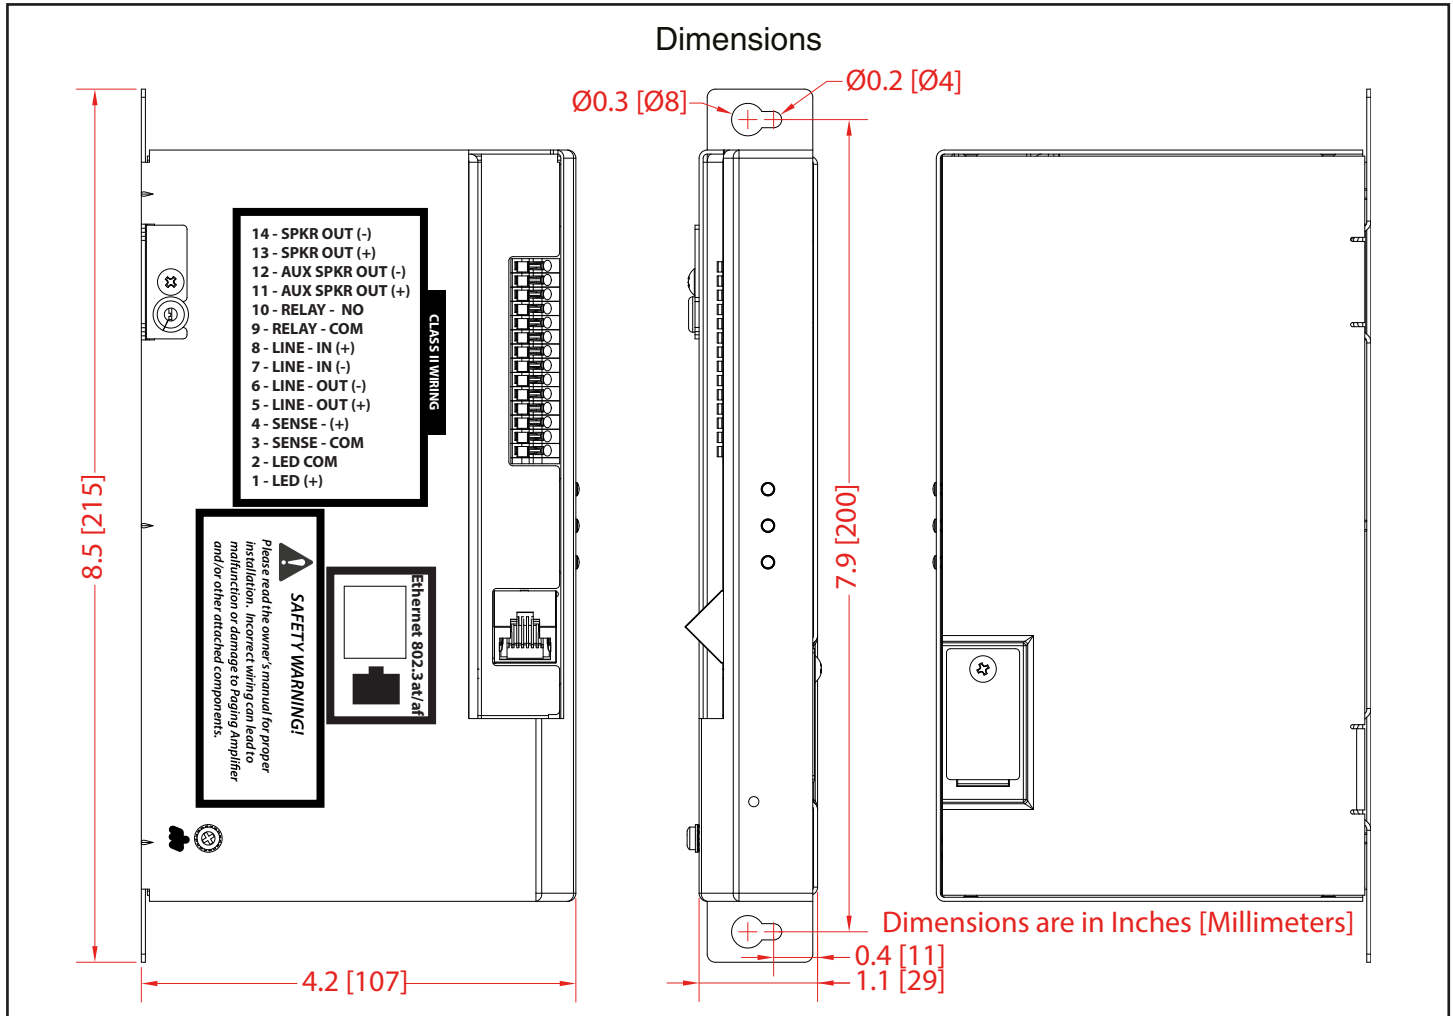 Dimensions
Ø0.3 [Ø8]
Ø0.2 [Ø4]
14 - SPKR OUT (-)
13 - SPKR OUT (+)
12 - AUX SPKR OUT (-)
11 - AUX SPKR OUT (+)
10 - RELAY - NO
9 - RELAY - COM
8 - LINE - IN (+)
7 - LINE - IN (-)
6 - LINE - OUT (-)
5 - LINE - OUT (+)
4 - SENSE - (+)
3 - SENSE - COM
2 - LED COM
1 - LED (+)
CLASS II WIRING
8.5 [215]
7.9 [200]
SAFETY WARNING!
Please read the owner's manual for proper
installation. Incorrect wiring can lead to
malfunction or damage to Paging Amplifier
and/or other attached components.
Ethernet 802.3at/af
Dimensions are in Inches [Millimeters]
0.4 [11]
1.1 [29]
4.2 [107]